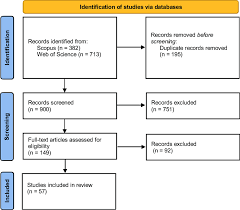 Identification of studies via databases
Identification
Records identified from:
Scopus (n = 382)
Web of Science (n = 713)
Records removed before
screening:
Duplicate records removed
(n = 195)
Screening
Records screened
(n = 900)
Records excluded
(n = 751)
Full-text articles assessed for
eligibility
(n = 149)
Records excluded
(n = 92)
Included
Studies included in review
(n = 57)